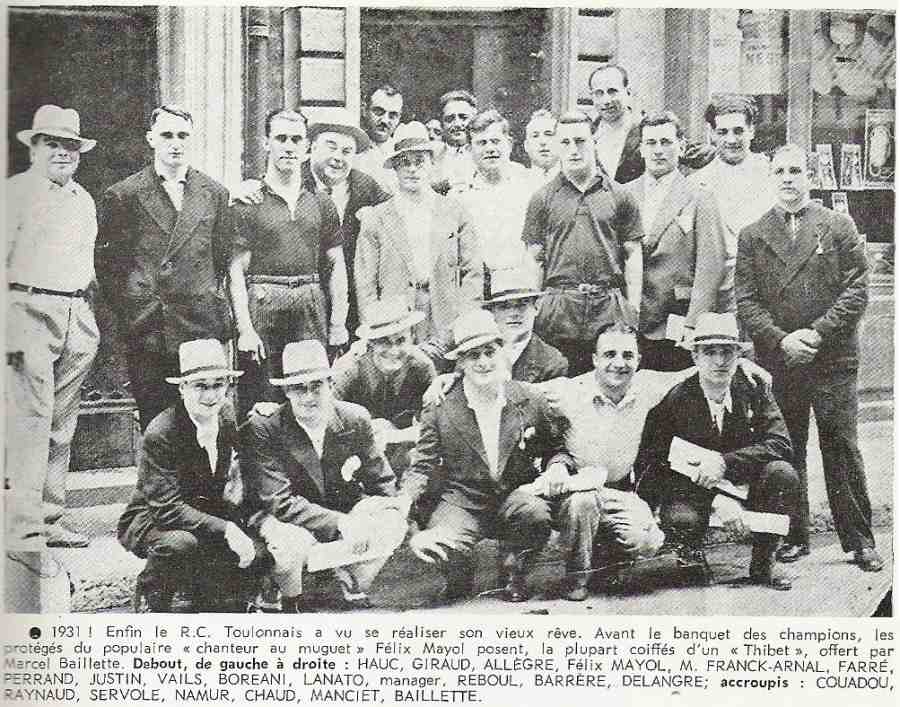 ● 1931 ! Enfin le R.C. Toulonnais a vu se réaliser son vieux rêve. Avant le banquet des champions, les
protégés du populaire « chanteur au muguet » Félix Mayol posent, la plupart coiffés d'un « Thibet », offert par
Marcel Baillette. Debout, de gauche à droite : HAUC, GIRAUD, ALLÈGRE, Félix MAYOL, M. FRANCK-ARNAL, FARRÉ,
PERRAND, JUSTIN, VAILS, BOREANI, LANATO, manager, REBOUL, BARRÈRE, DELANGRE; accroupis : COUADOU,
RAYNAUD, SERVOLE, NAMUR, CHAUD, MANCIET, BAILLETTE.